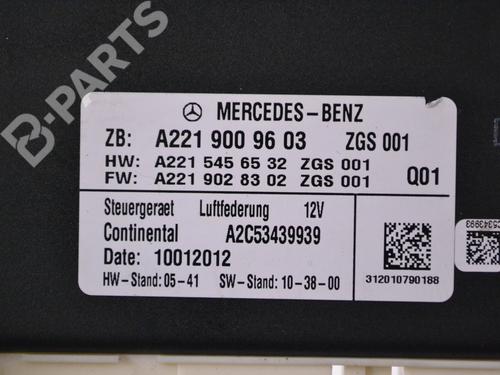 B-PARTS
MERCEDES-BENZ
ZB: A221 900 96 03 ZGS 001
HW: A221 545 65 32 ZGS 001
FW: A221 902 83 02 ZGS 001 Q01
Steuergeraet Luftfederung 12V
Continental A2C53439939
Date: 10012012
HW-Stand: 05-41 SW-Stand: 10-38-00
312010790188